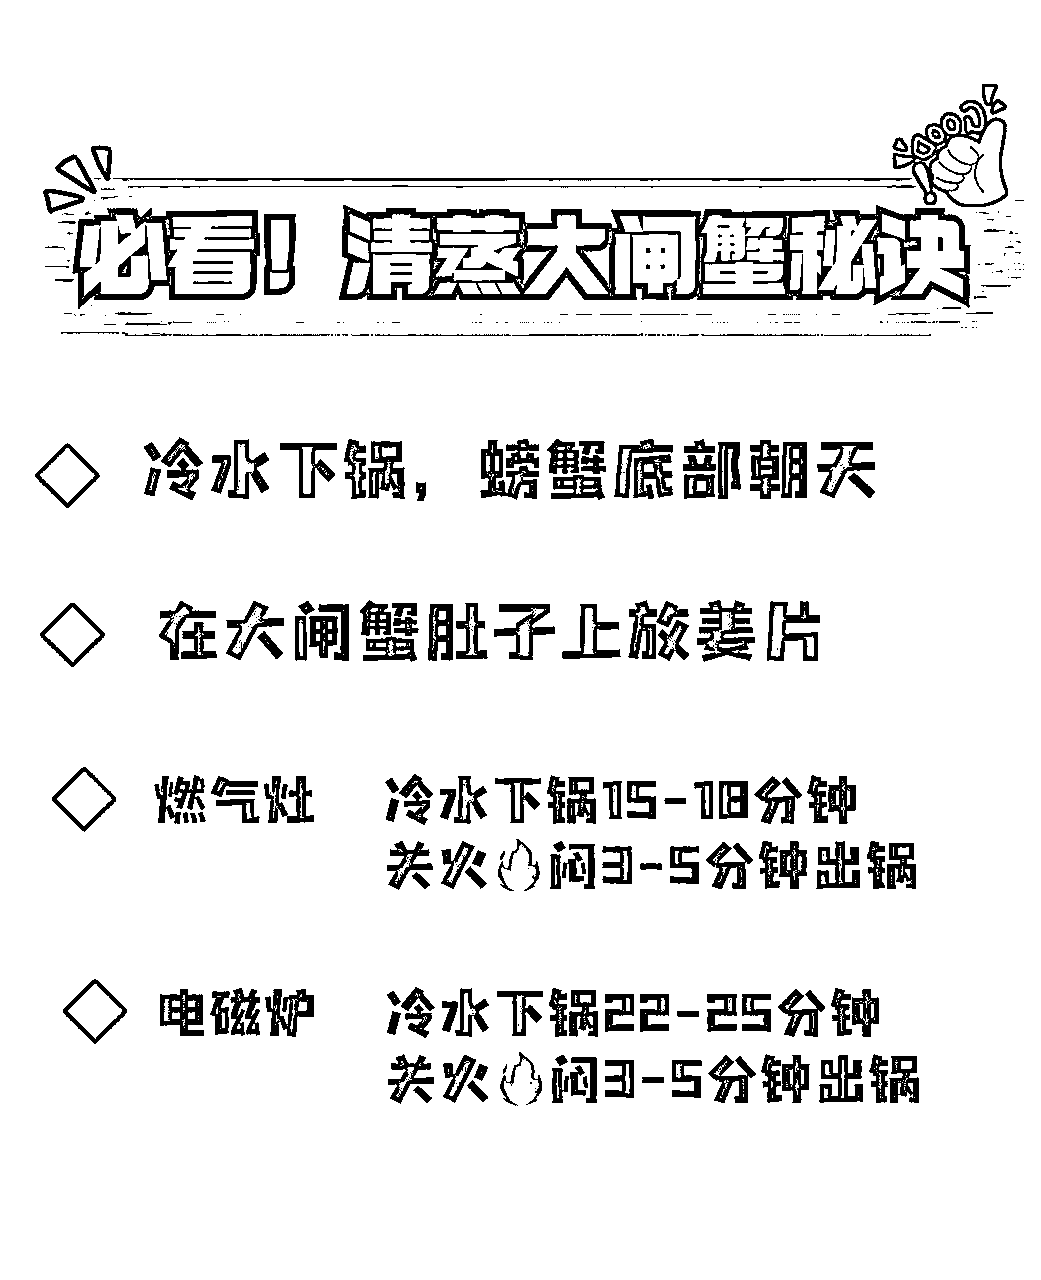 GOOD!
必看！清蒸大闸蟹秘诀
冷水下锅，螃蟹底部朝天
在大闸蟹肚子上放姜片
燃气灶 冷水下锅15-18分钟
关火🔥闷3-5分钟出锅
电磁炉 冷水下锅22-25分钟
关火🔥闷3-5分钟出锅